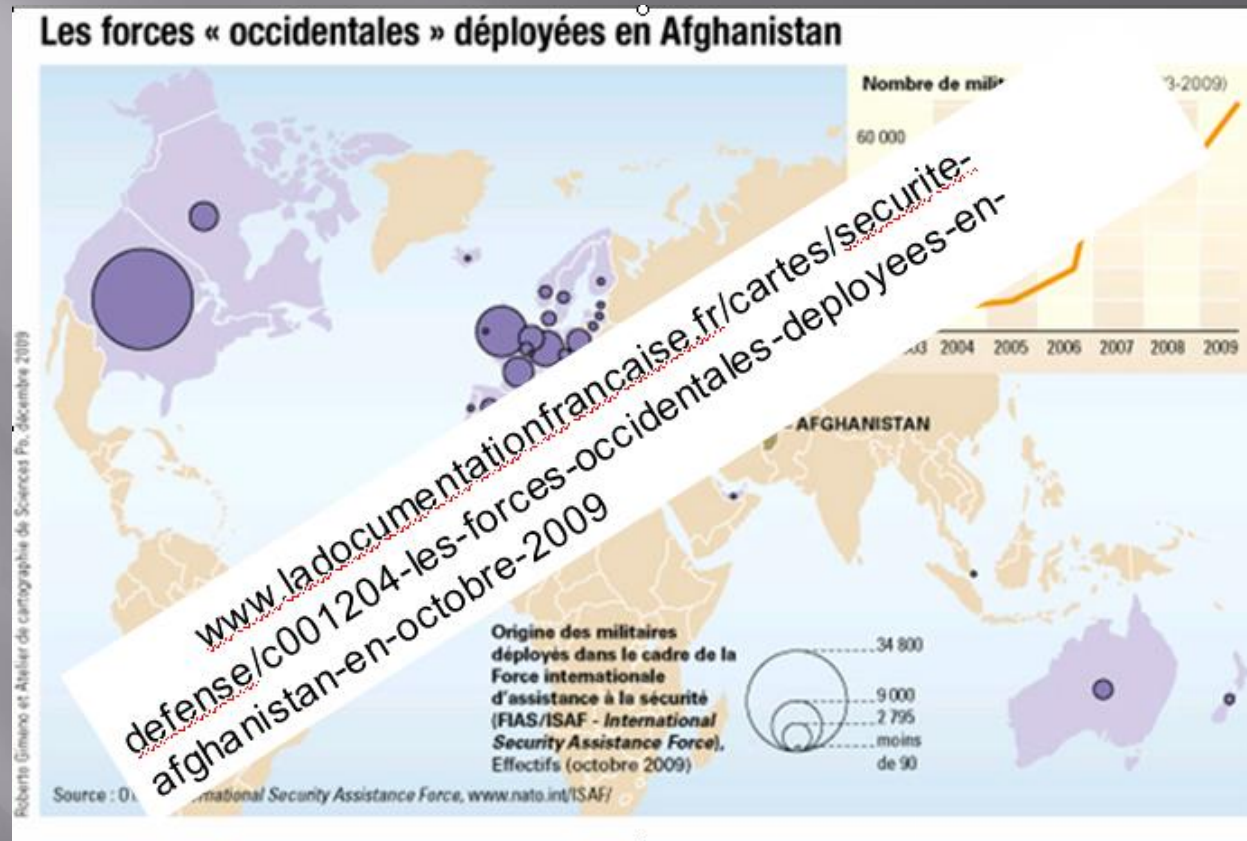 Les forces « occidentales » déployées en Afghanistan
Nombre de
3-2009)
60 000
2004 2005 2006 2007 2008 2009
www.ladocumentationfrancaise.fr/cartes/securite-
defense/c001204-les-forces-occidentales-deployees-en-
afghanistan-en-octobre-2009
AFGHANISTAN
Origine des militaires
déployés dans le cadre de la
Force internationale
d'assistance à la sécurité
(FIAS/ISAF - International
Security Assistance Force),
Effectifs (octobre 2009)
34 800
9 000
2 795
moins
de 90
Source : Security Assistance Force, www.nato.int/ISAF/
Roberto Gimeno et Atelier de cartographie de Sciences Po, décembre 2009